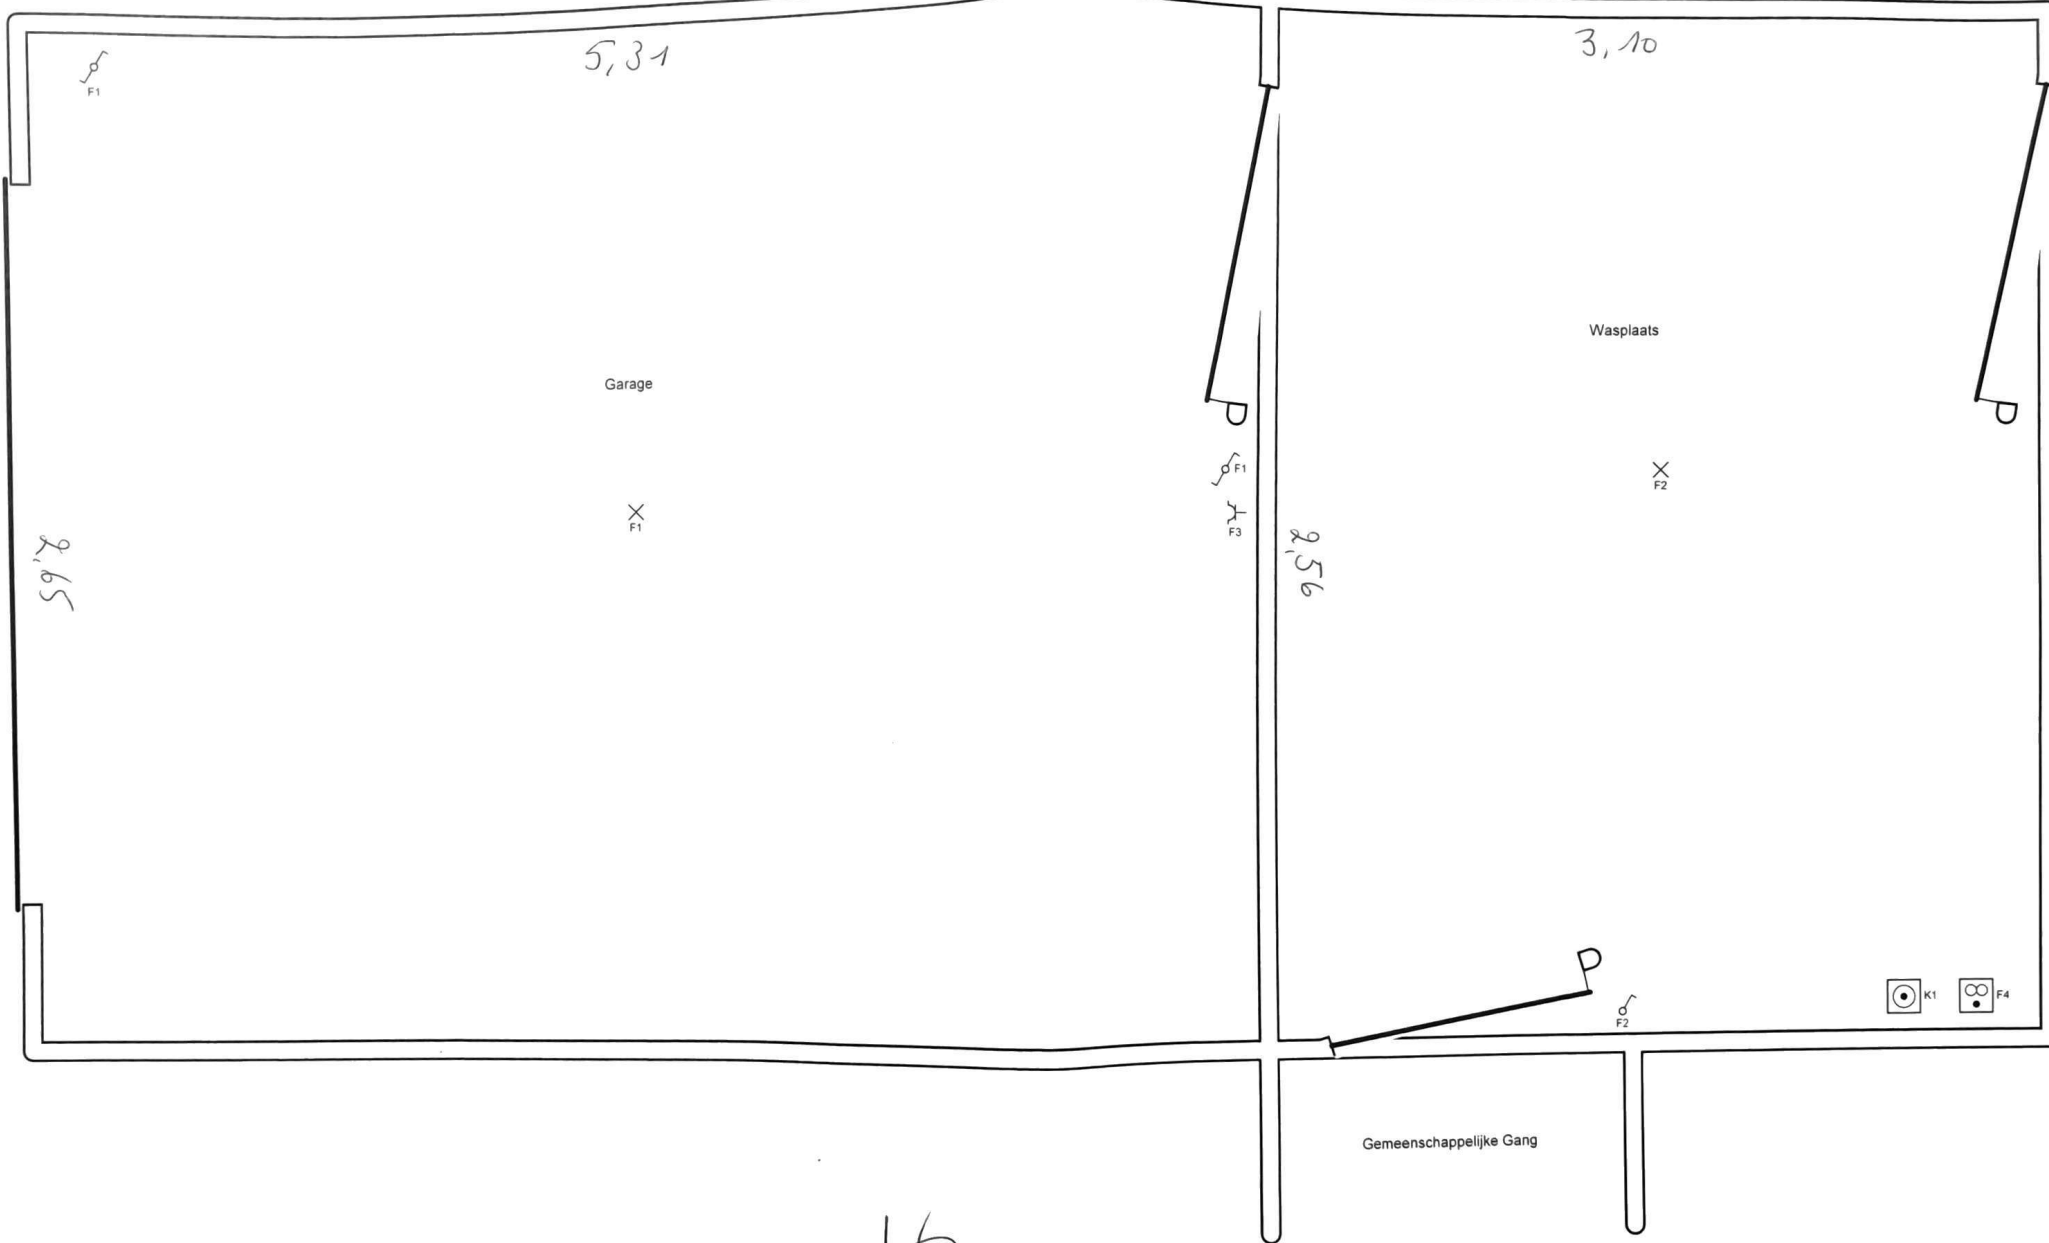 5,31
3,10
F1
Wasplaats
Garage
F1
F2
F1
F3
2,65
2,56
K1
F4
F2
Gemeenschappelijke Gang